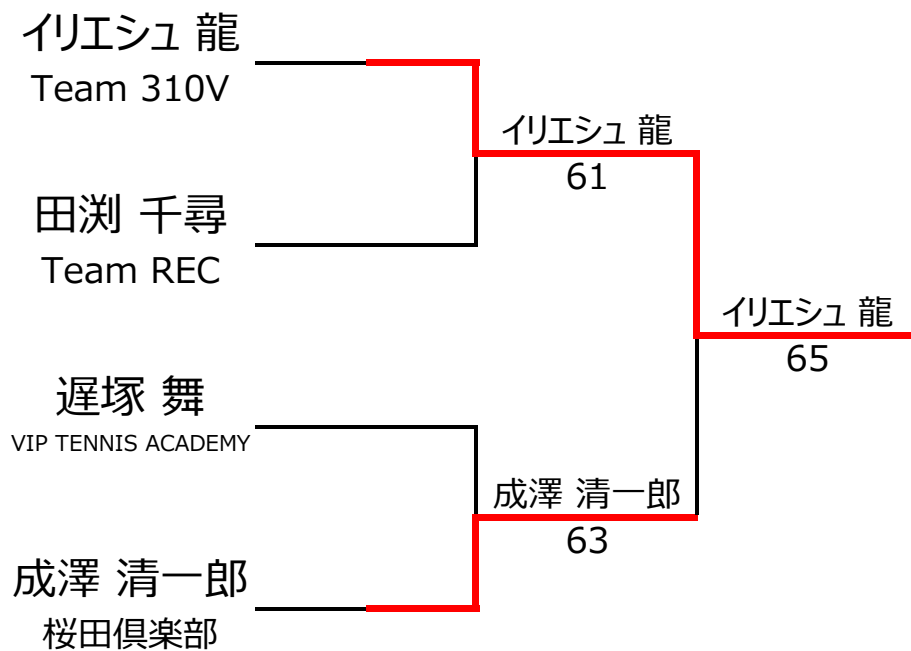 イリエシュ 龍
Team 310V
イリエシュ 龍
61
田渕 千尋
Team REC
イリエシュ 龍
65
遅塚 舞
VIP TENNIS ACADEMY
成澤 清一郎
63
成澤 清一郎
桜田倶楽部